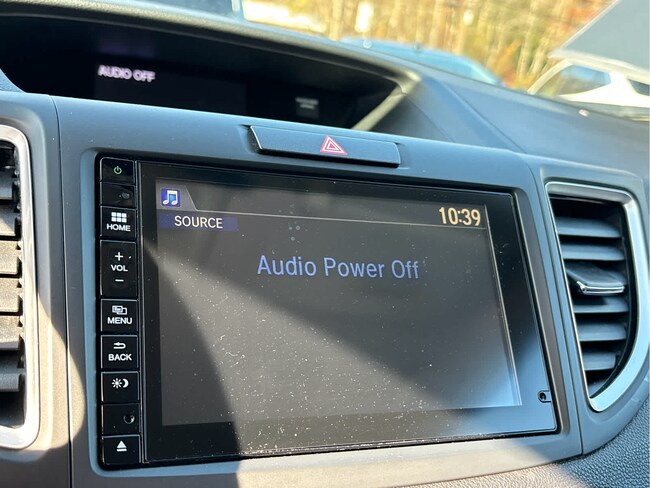 AUDIO OFF
SOURCE
10:39
Audio Power Off
HOME
+
VOL
−
MENU
BACK